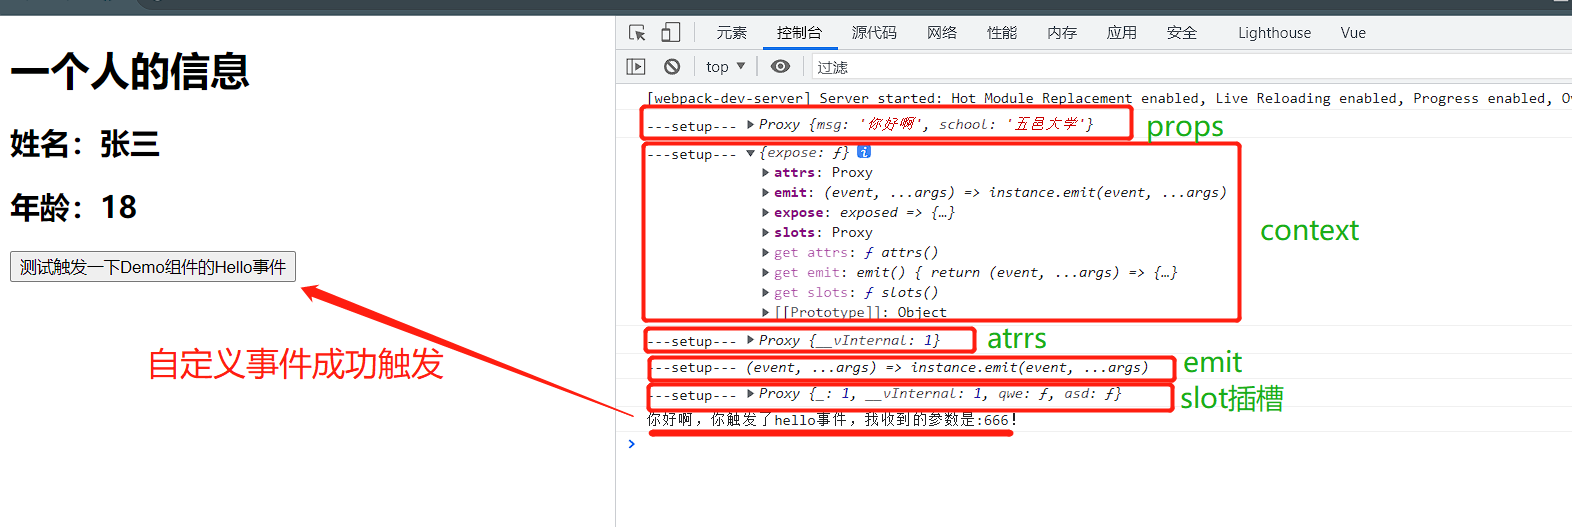 一个人的信息
姓名：张三
年龄：18
测试触发一下Demo组件的Hello事件
自定义事件成功触发
元素 控制台 源代码 网络 性能 内存 应用 安全 Lighthouse Vue
top 过滤
[webpack-dev-server] Server started: Hot Module Replacement enabled, Live Reloading enabled, Progress enabled, Ov
---setup--- Proxy {msg: '你好啊', school: '五邑大学'}
props
---setup--- {expose: ƒ}
attrs: Proxy
emit: (event, ...args) => instance.emit(event, ...args)
expose: exposed => {…}
slots: Proxy
get attrs: ƒ attrs()
get emit: emit() { return (event, ...args) => {…}
get slots: ƒ slots()
[[Prototype]]: Object
context
---setup--- Proxy {__vInternal: 1}
atrrs
---setup--- (event, ...args) => instance.emit(event, ...args)
emit
---setup--- Proxy {_: 1, __vInternal: 1, qwe: ƒ, asd: ƒ}
slot插槽
你好啊，你触发了hello事件，我收到的参数是:666!